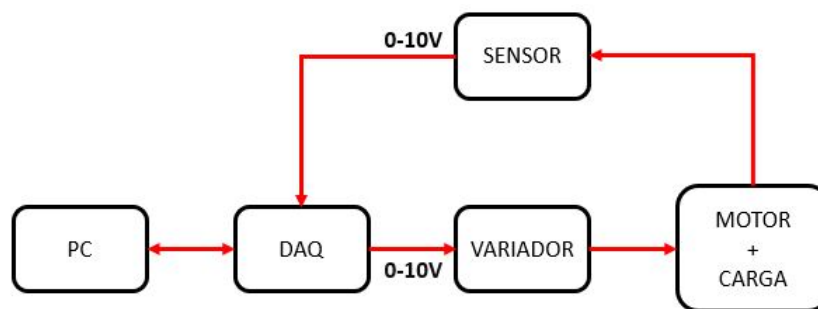 0-10V
SENSOR
PC
DAQ
0-10V
VARIADOR
MOTOR
+
CARGA